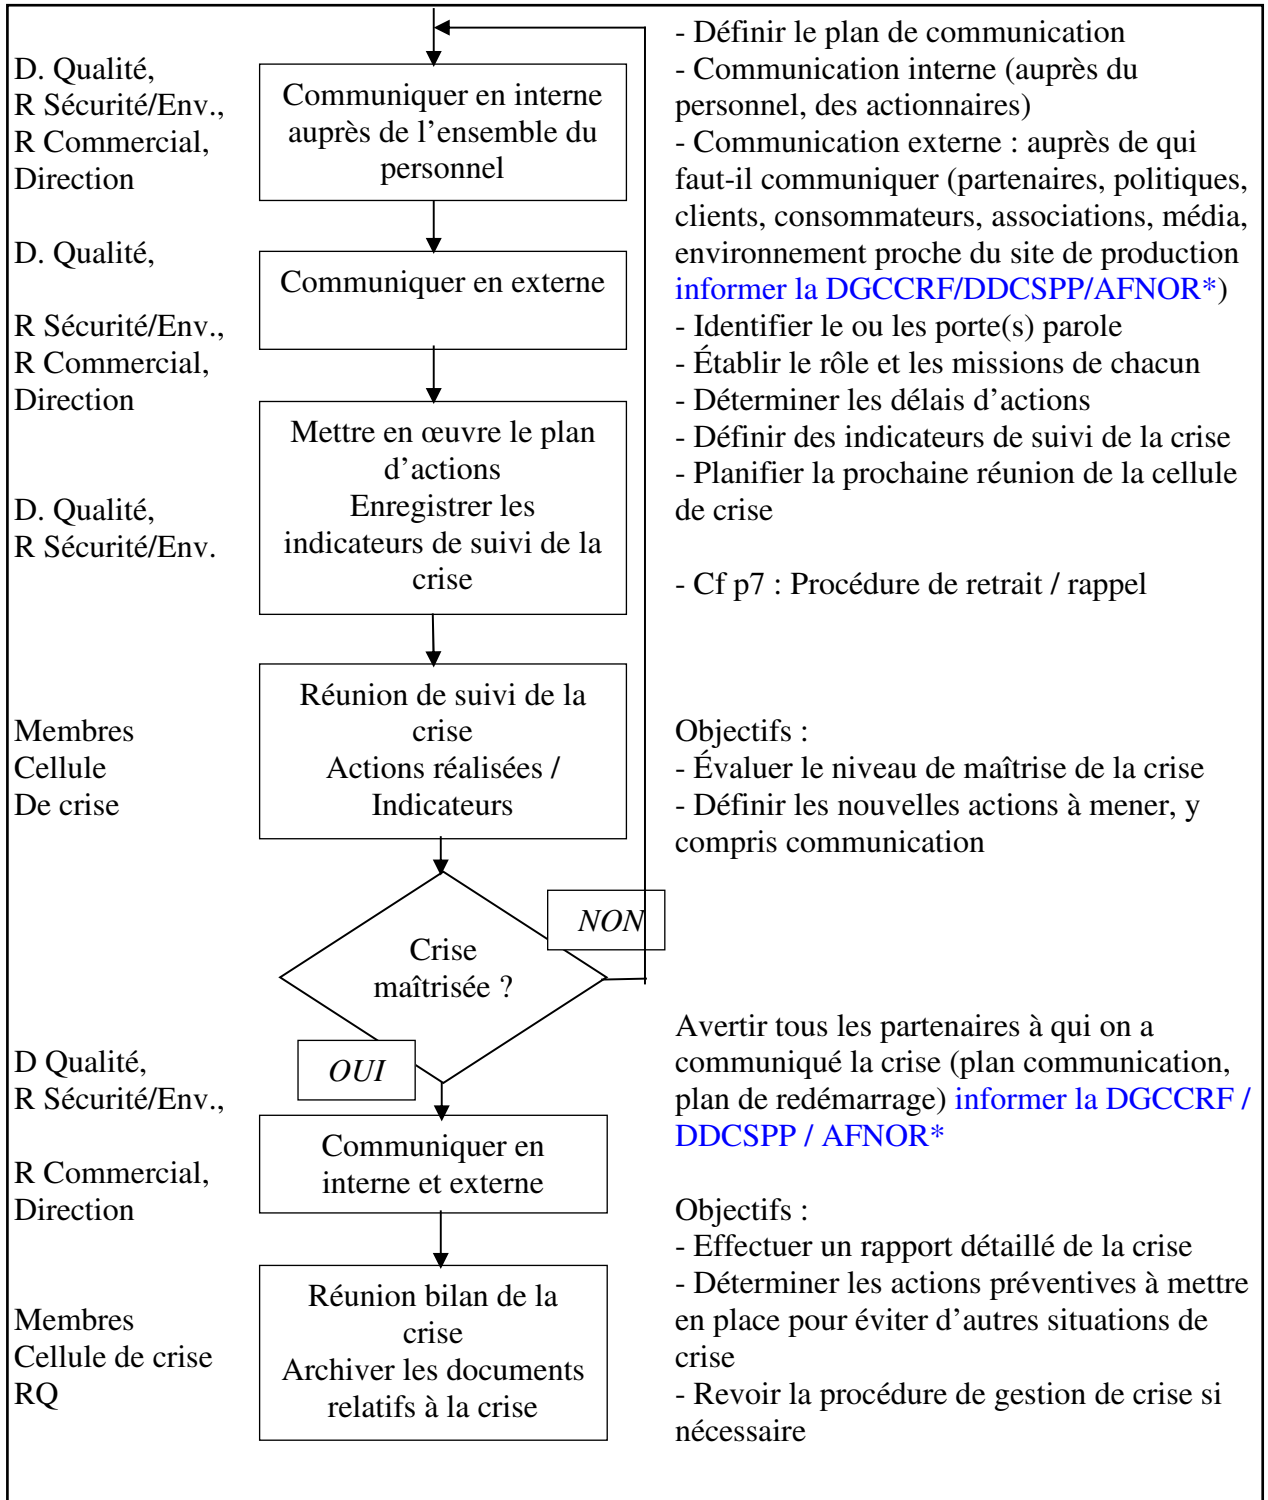 D. Qualité,
R Sécurité/Env.,
R Commercial,
Direction
Communiquer en interne
auprès de l’ensemble du
personnel
- Définir le plan de communication
- Communication interne (auprès du
personnel, des actionnaires)
- Communication externe : auprès de qui
faut-il communiquer (partenaires, politiques,
clients, consommateurs, associations, média,
environnement proche du site de production
informer la DGCCRF/DDCSPP/AFNOR*)
- Identifier le ou les porte(s) parole
- Établir le rôle et les missions de chacun
- Déterminer les délais d’actions
- Définir des indicateurs de suivi de la crise
- Planifier la prochaine réunion de la cellule
de crise
D. Qualité,
R Sécurité/Env.,
R Commercial,
Direction
Communiquer en externe
D. Qualité,
R Sécurité/Env.
Mettre en œuvre le plan
d’actions
Enregistrer les
indicateurs de suivi de la
crise
- Cf p7 : Procédure de retrait / rappel
Membres
Cellule
De crise
Réunion de suivi de la
crise
Actions réalisées /
Indicateurs
Objectifs :
- Évaluer le niveau de maîtrise de la crise
- Définir les nouvelles actions à mener, y
compris communication
NON
Crise
maîtrisée ?
OUI
D Qualité,
R Sécurité/Env.,
R Commercial,
Direction
Communiquer en
interne et externe
Avertir tous les partenaires à qui on a
communiqué la crise (plan communication,
plan de redémarrage) informer la DGCCRF /
DDCSPP / AFNOR*
Membres
Cellule de crise
RQ
Réunion bilan de la
crise
Archiver les documents
relatifs à la crise
Objectifs :
- Effectuer un rapport détaillé de la crise
- Déterminer les actions préventives à mettre
en place pour éviter d’autres situations de
crise
- Revoir la procédure de gestion de crise si
nécessaire